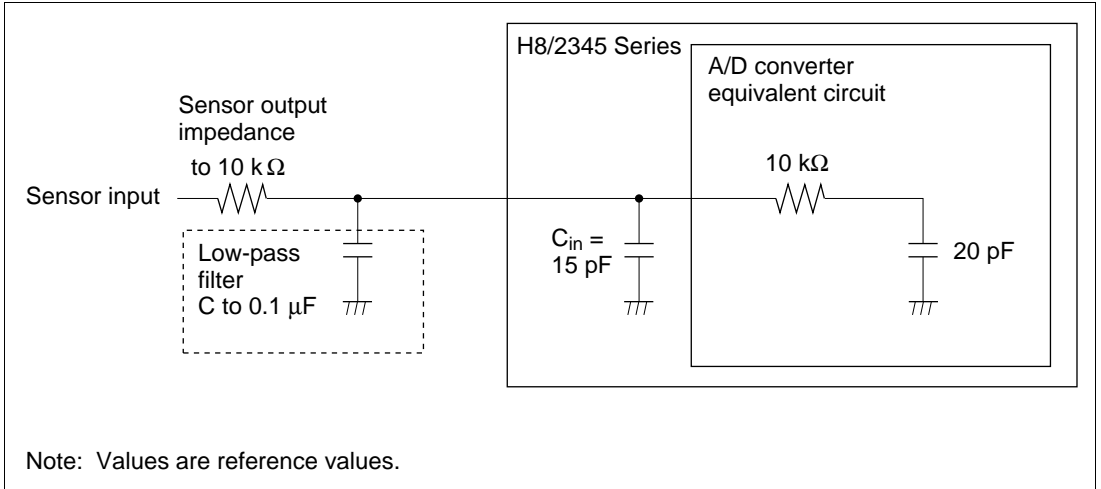 H8/2345 Series
A/D converter
equivalent circuit
Sensor output
impedance
to 10 kΩ
Sensor input
10 kΩ
Low-pass
filter
C to 0.1 μF
Cin =
15 pF
20 pF
Note: Values are reference values.